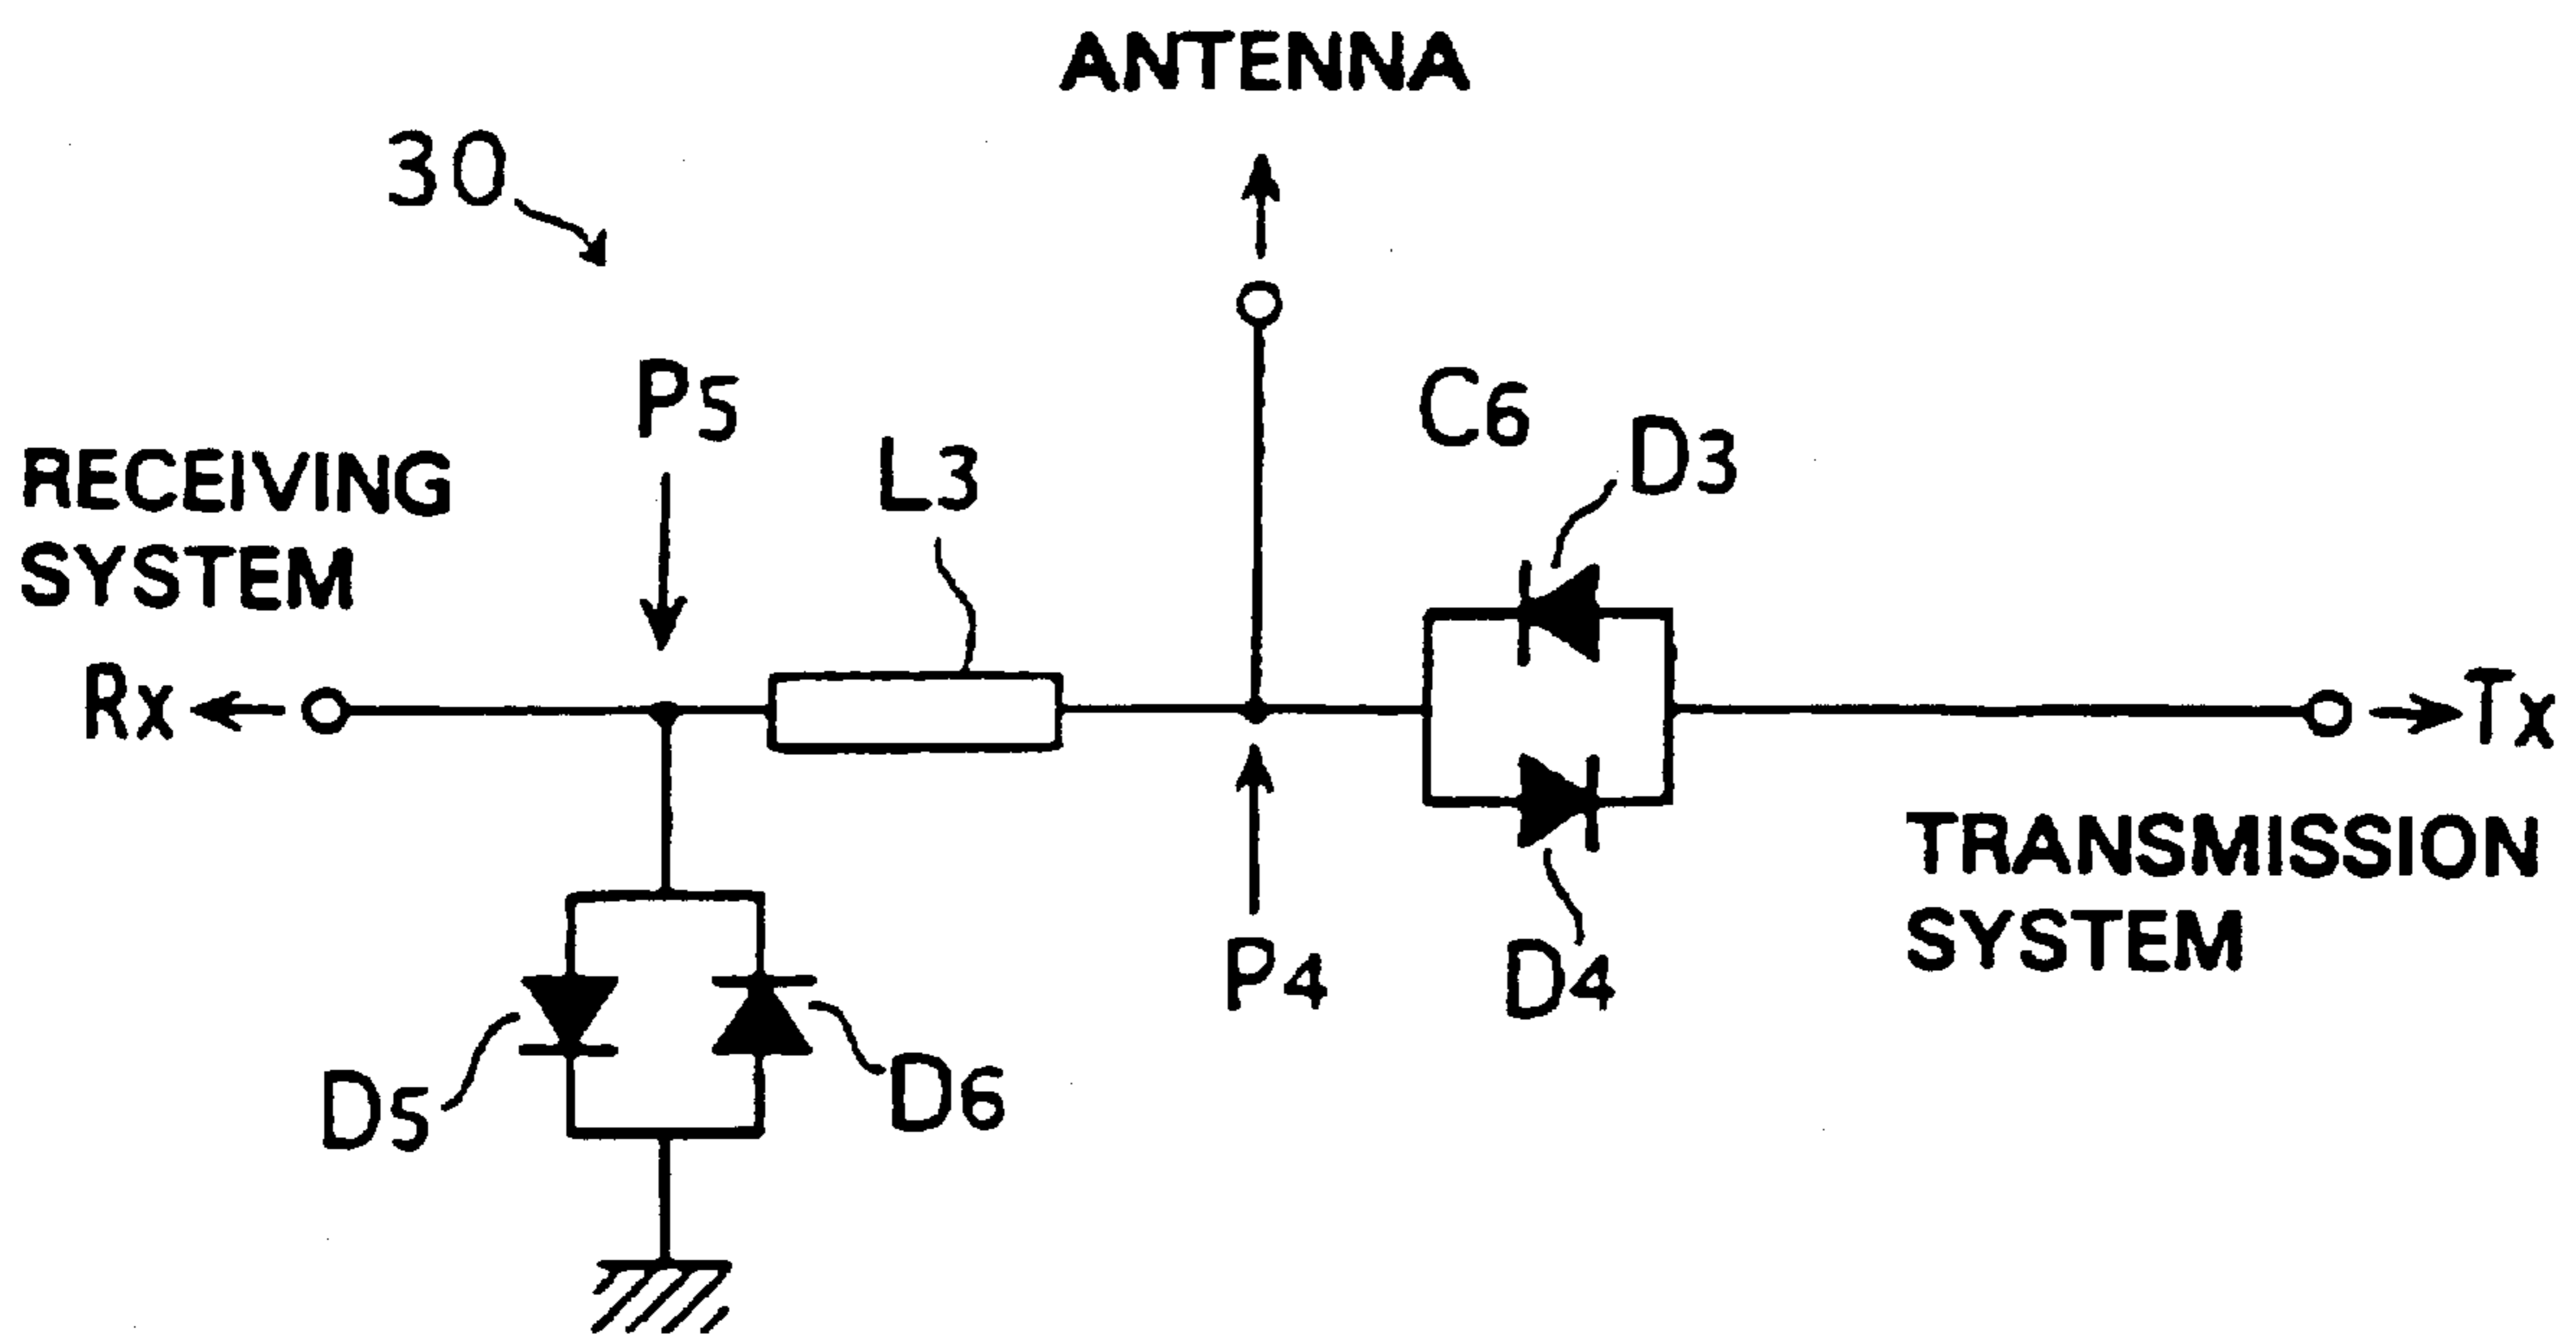 ANTENNA
30
P5
C6
D3
L3
RECEIVING
SYSTEM
Rx
Tx
TRANSMISSION
SYSTEM
P4
D4
D5
D6